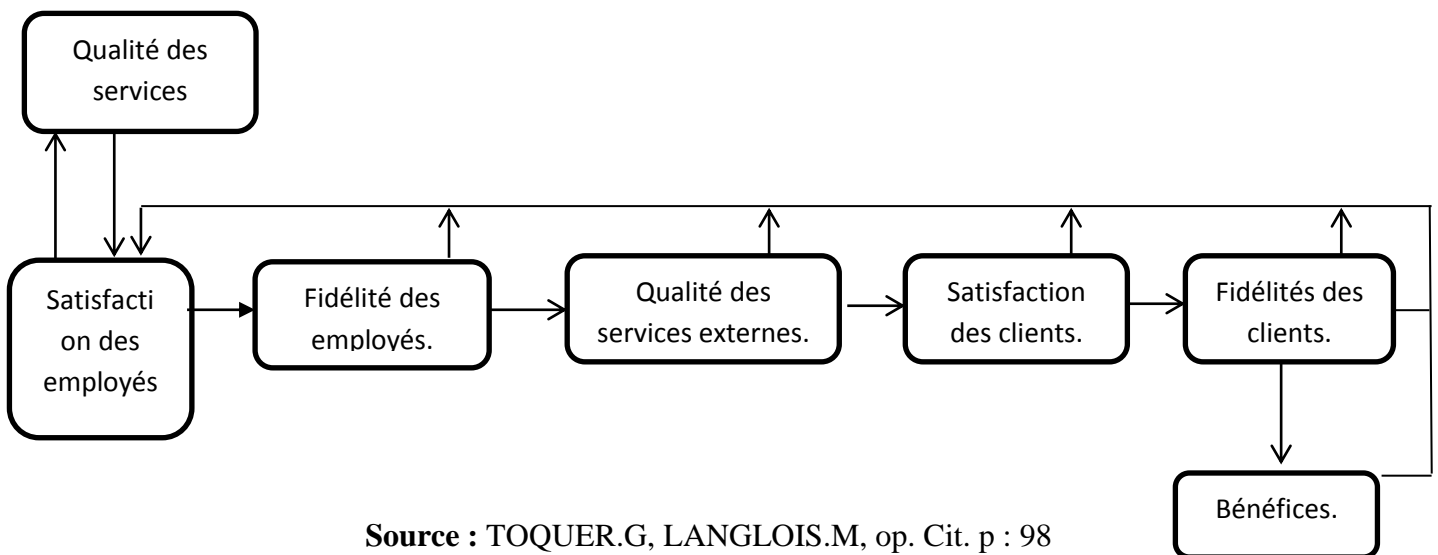 Qualité des
services
Satisfacti
on des
employés
Fidélité des
employés.
Qualité des
services externes.
Satisfaction
des clients.
Fidélités des
clients.
Bénéfices.
Source : TOQUER.G, LANGLOIS.M, op. Cit. p : 98